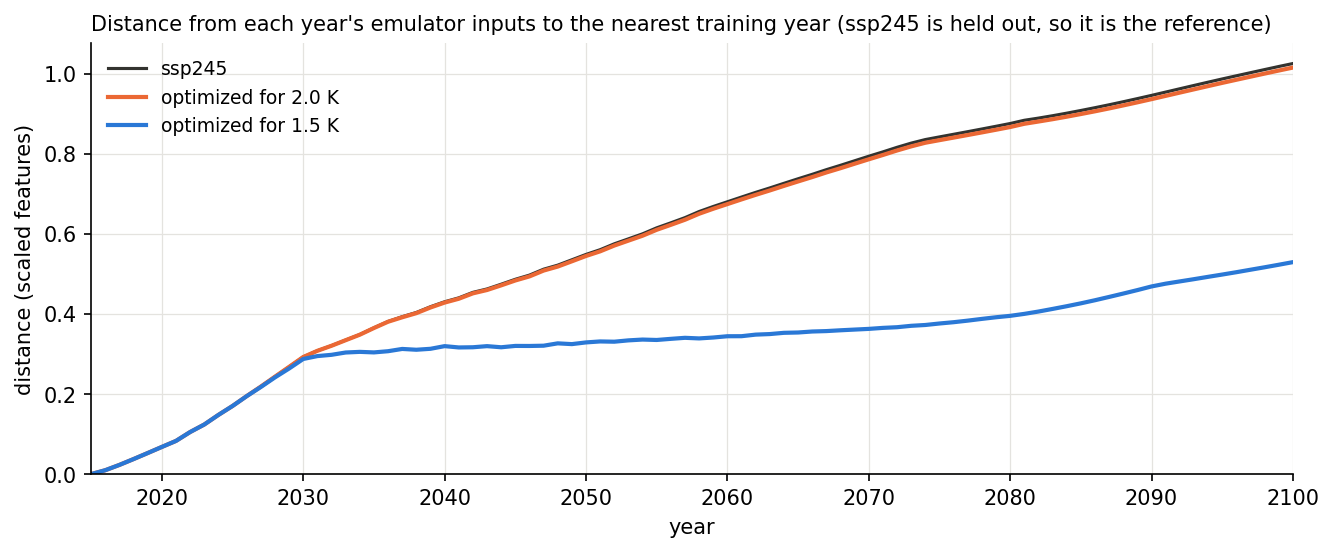 Distance from each year's emulator inputs to the nearest training year (ssp245 is held out, so it is the reference)
ssp245
optimized for 2.0 K
optimized for 1.5 K
distance (scaled features)
1.0
0.8
0.6
0.4
0.2
0.0
2020 2030 2040 2050 2060 2070 2080 2090 2100
year